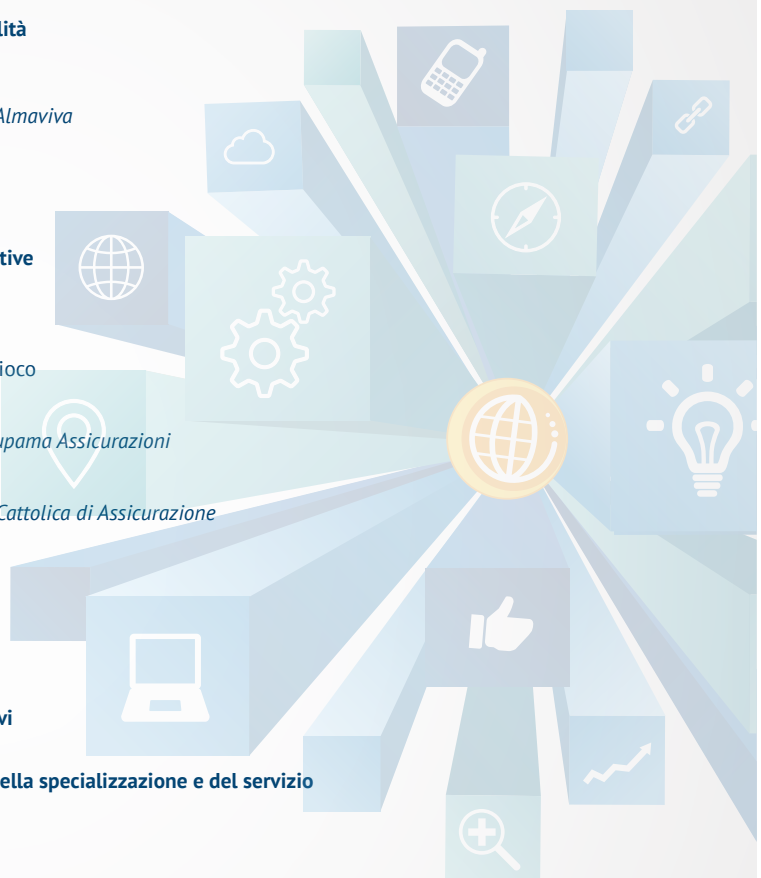 lità
Almaviva
tive
ioco
upama Assicurazioni
Cattolica di Assicurazione
vi
ella specializzazione e del servizio